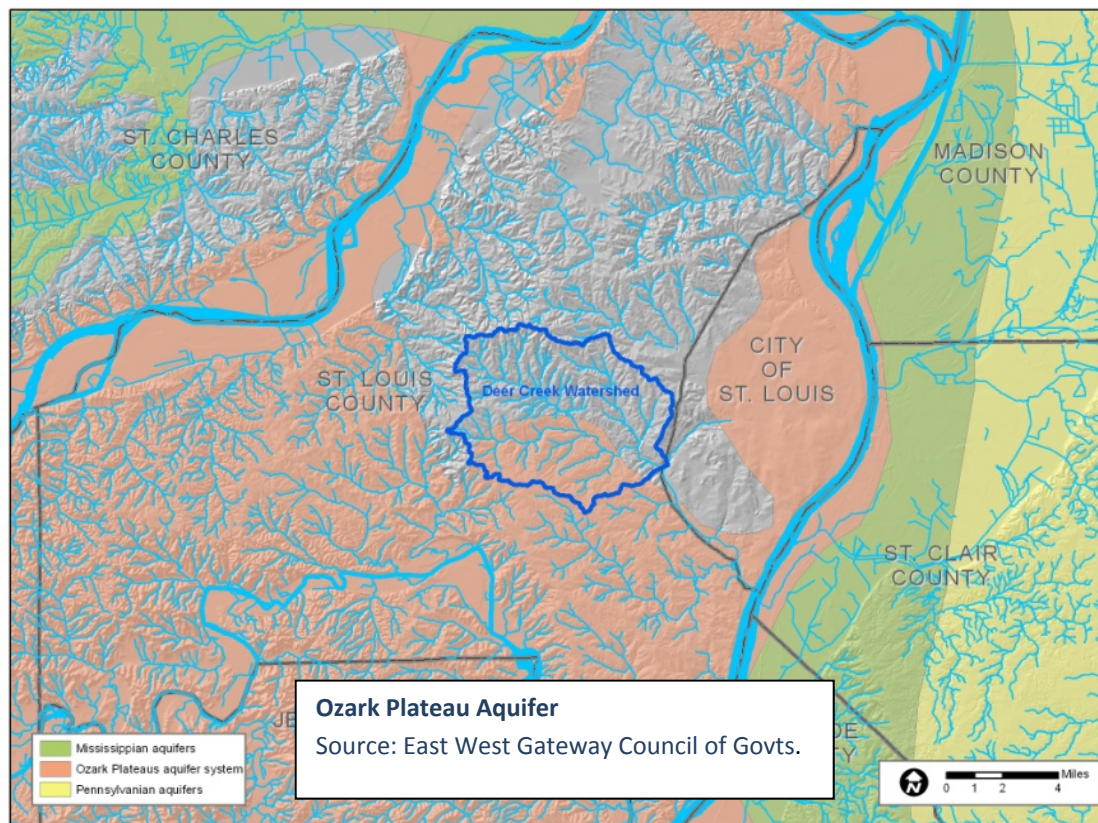 ST. CHARLES
COUNTY
MADISON
COUNTY
ST. LOUIS
COUNTY
Deer Creek Watershed
CITY
OF
ST. LOUIS
ST. CLAIR
COUNTY
Ozark Plateau Aquifer
Source: East West Gateway Council of Govts.
Mississippian aquifers
Ozark Plateaus aquifer system
Pennsylvanian aquifers
N
Miles
0 1 2 4